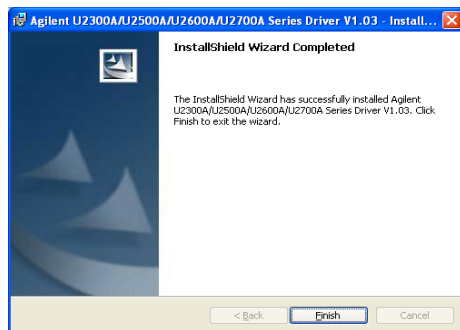 Agilent U2300A/U2500A/U2600A/U2700A Series Driver V1.03 - Install...
InstallShield Wizard Completed
The InstallShield Wizard has successfully installed Agilent
U2300A/U2500A/U2600A/U2700A Series Driver V1.03. Click
Finish to exit the wizard.
< Back Finish Cancel